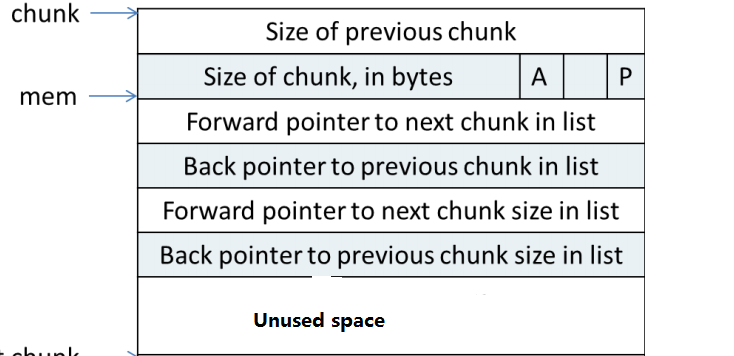 chunk
Size of previous chunk
Size of chunk, in bytes A P
mem
Forward pointer to next chunk in list
Back pointer to previous chunk in list
Forward pointer to next chunk size in list
Back pointer to previous chunk size in list
Unused space
chunk